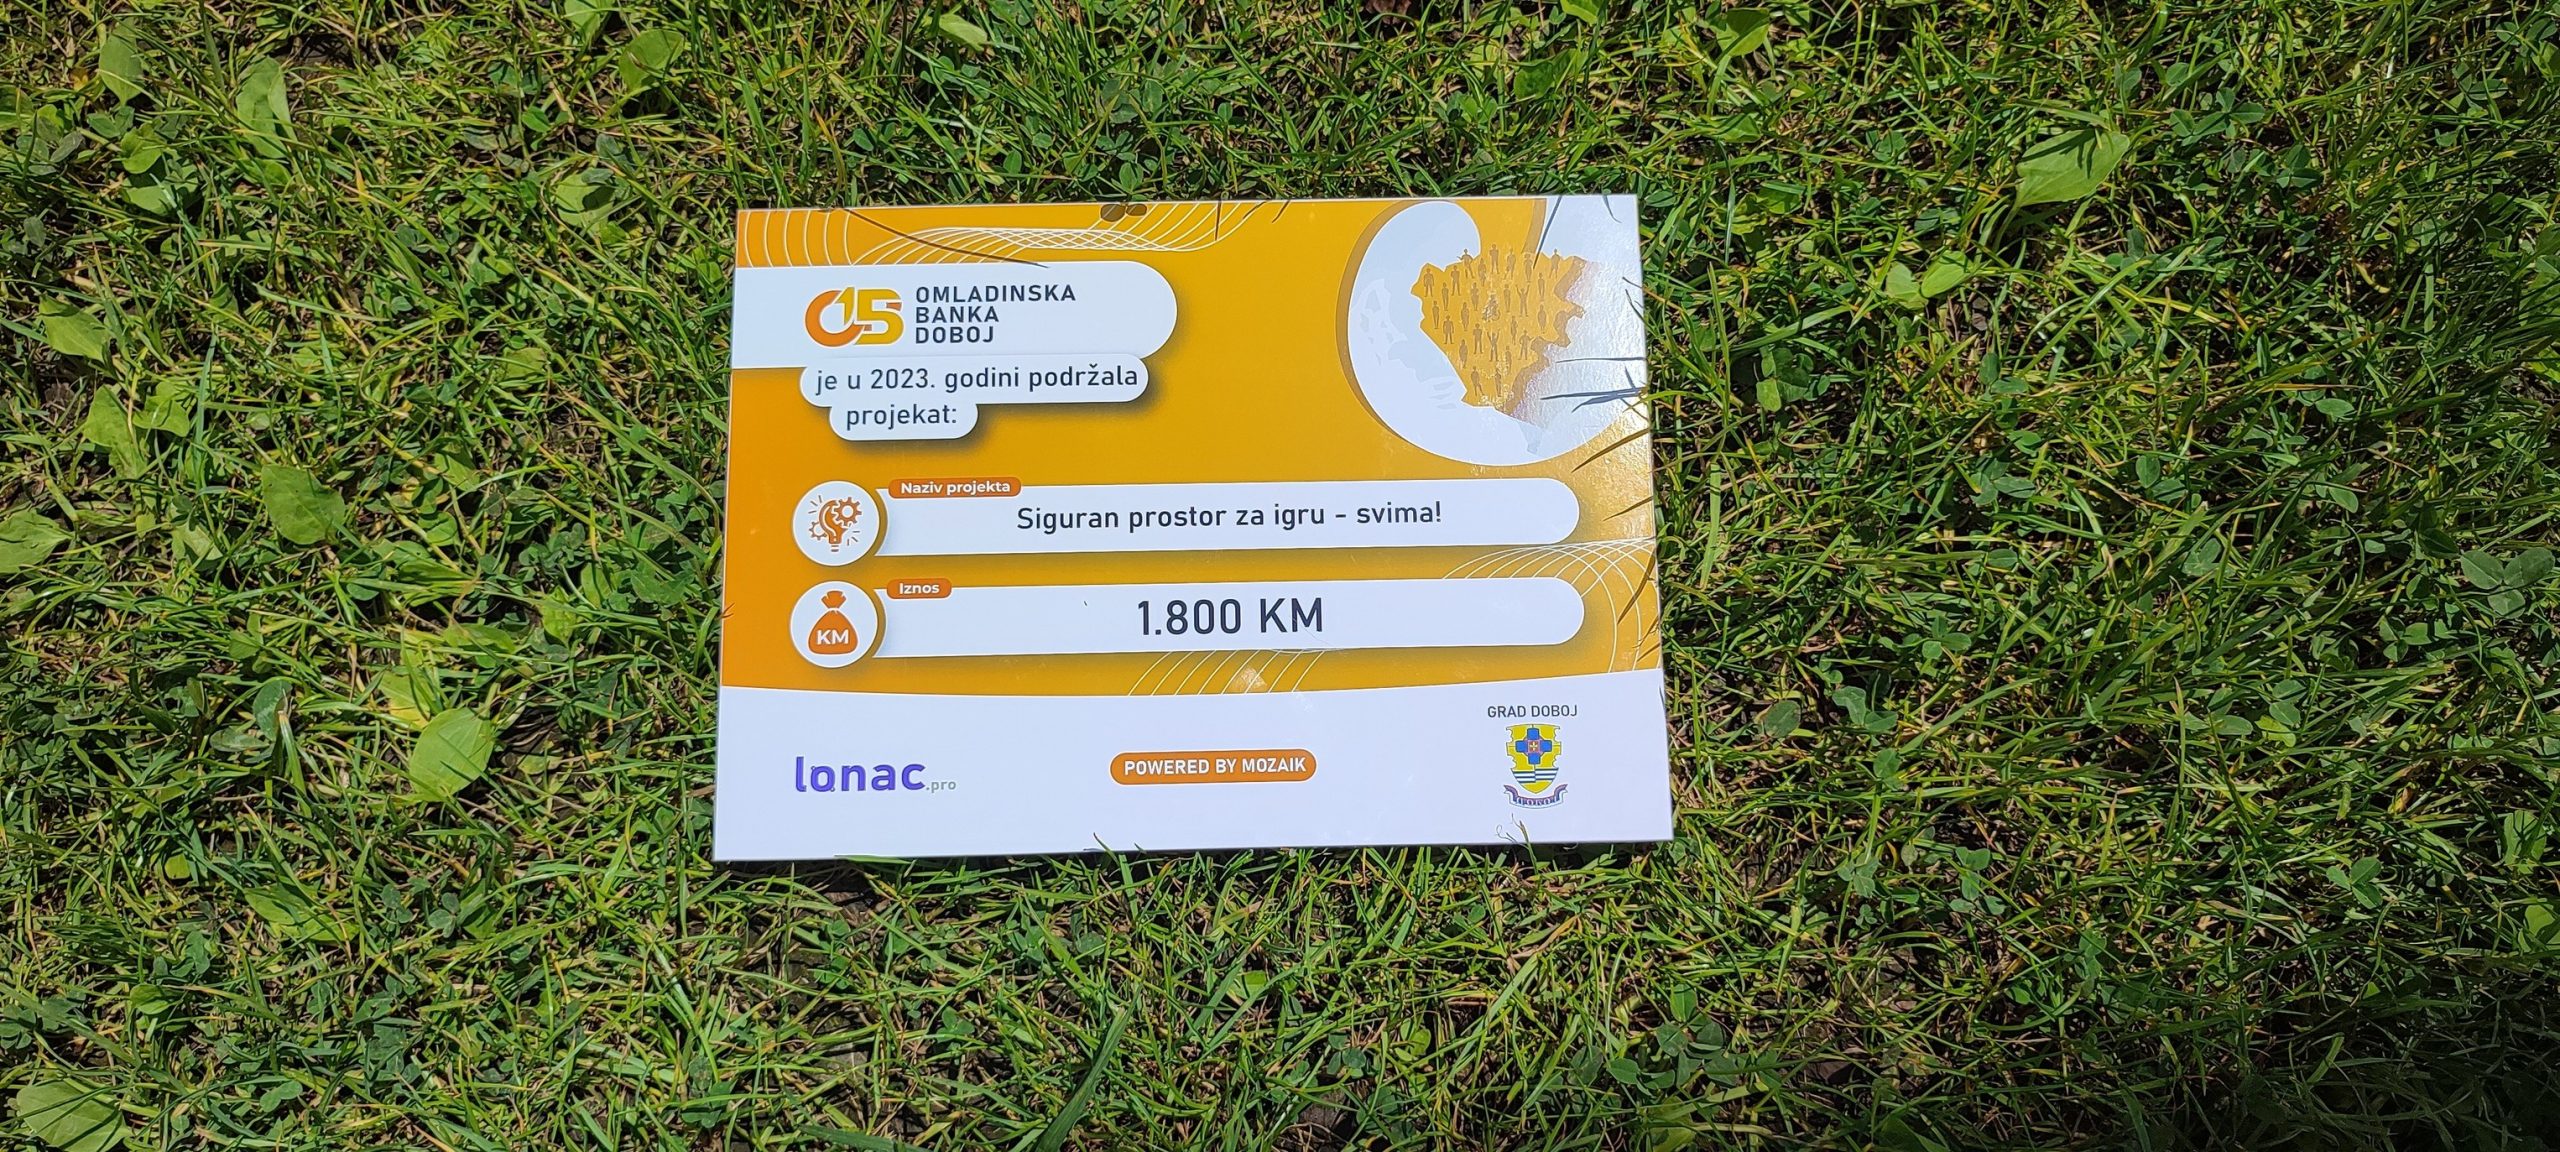 015 OMLADINSKA
BANKA
DOBOJ
je u 2023. godini podržala
projekat:
Naziv projekta
Siguran prostor za igru - svima!
Iznos
KM
1.800 KM
lonac.pro
POWERED BY MOZAIK
GRAD DOBOJ